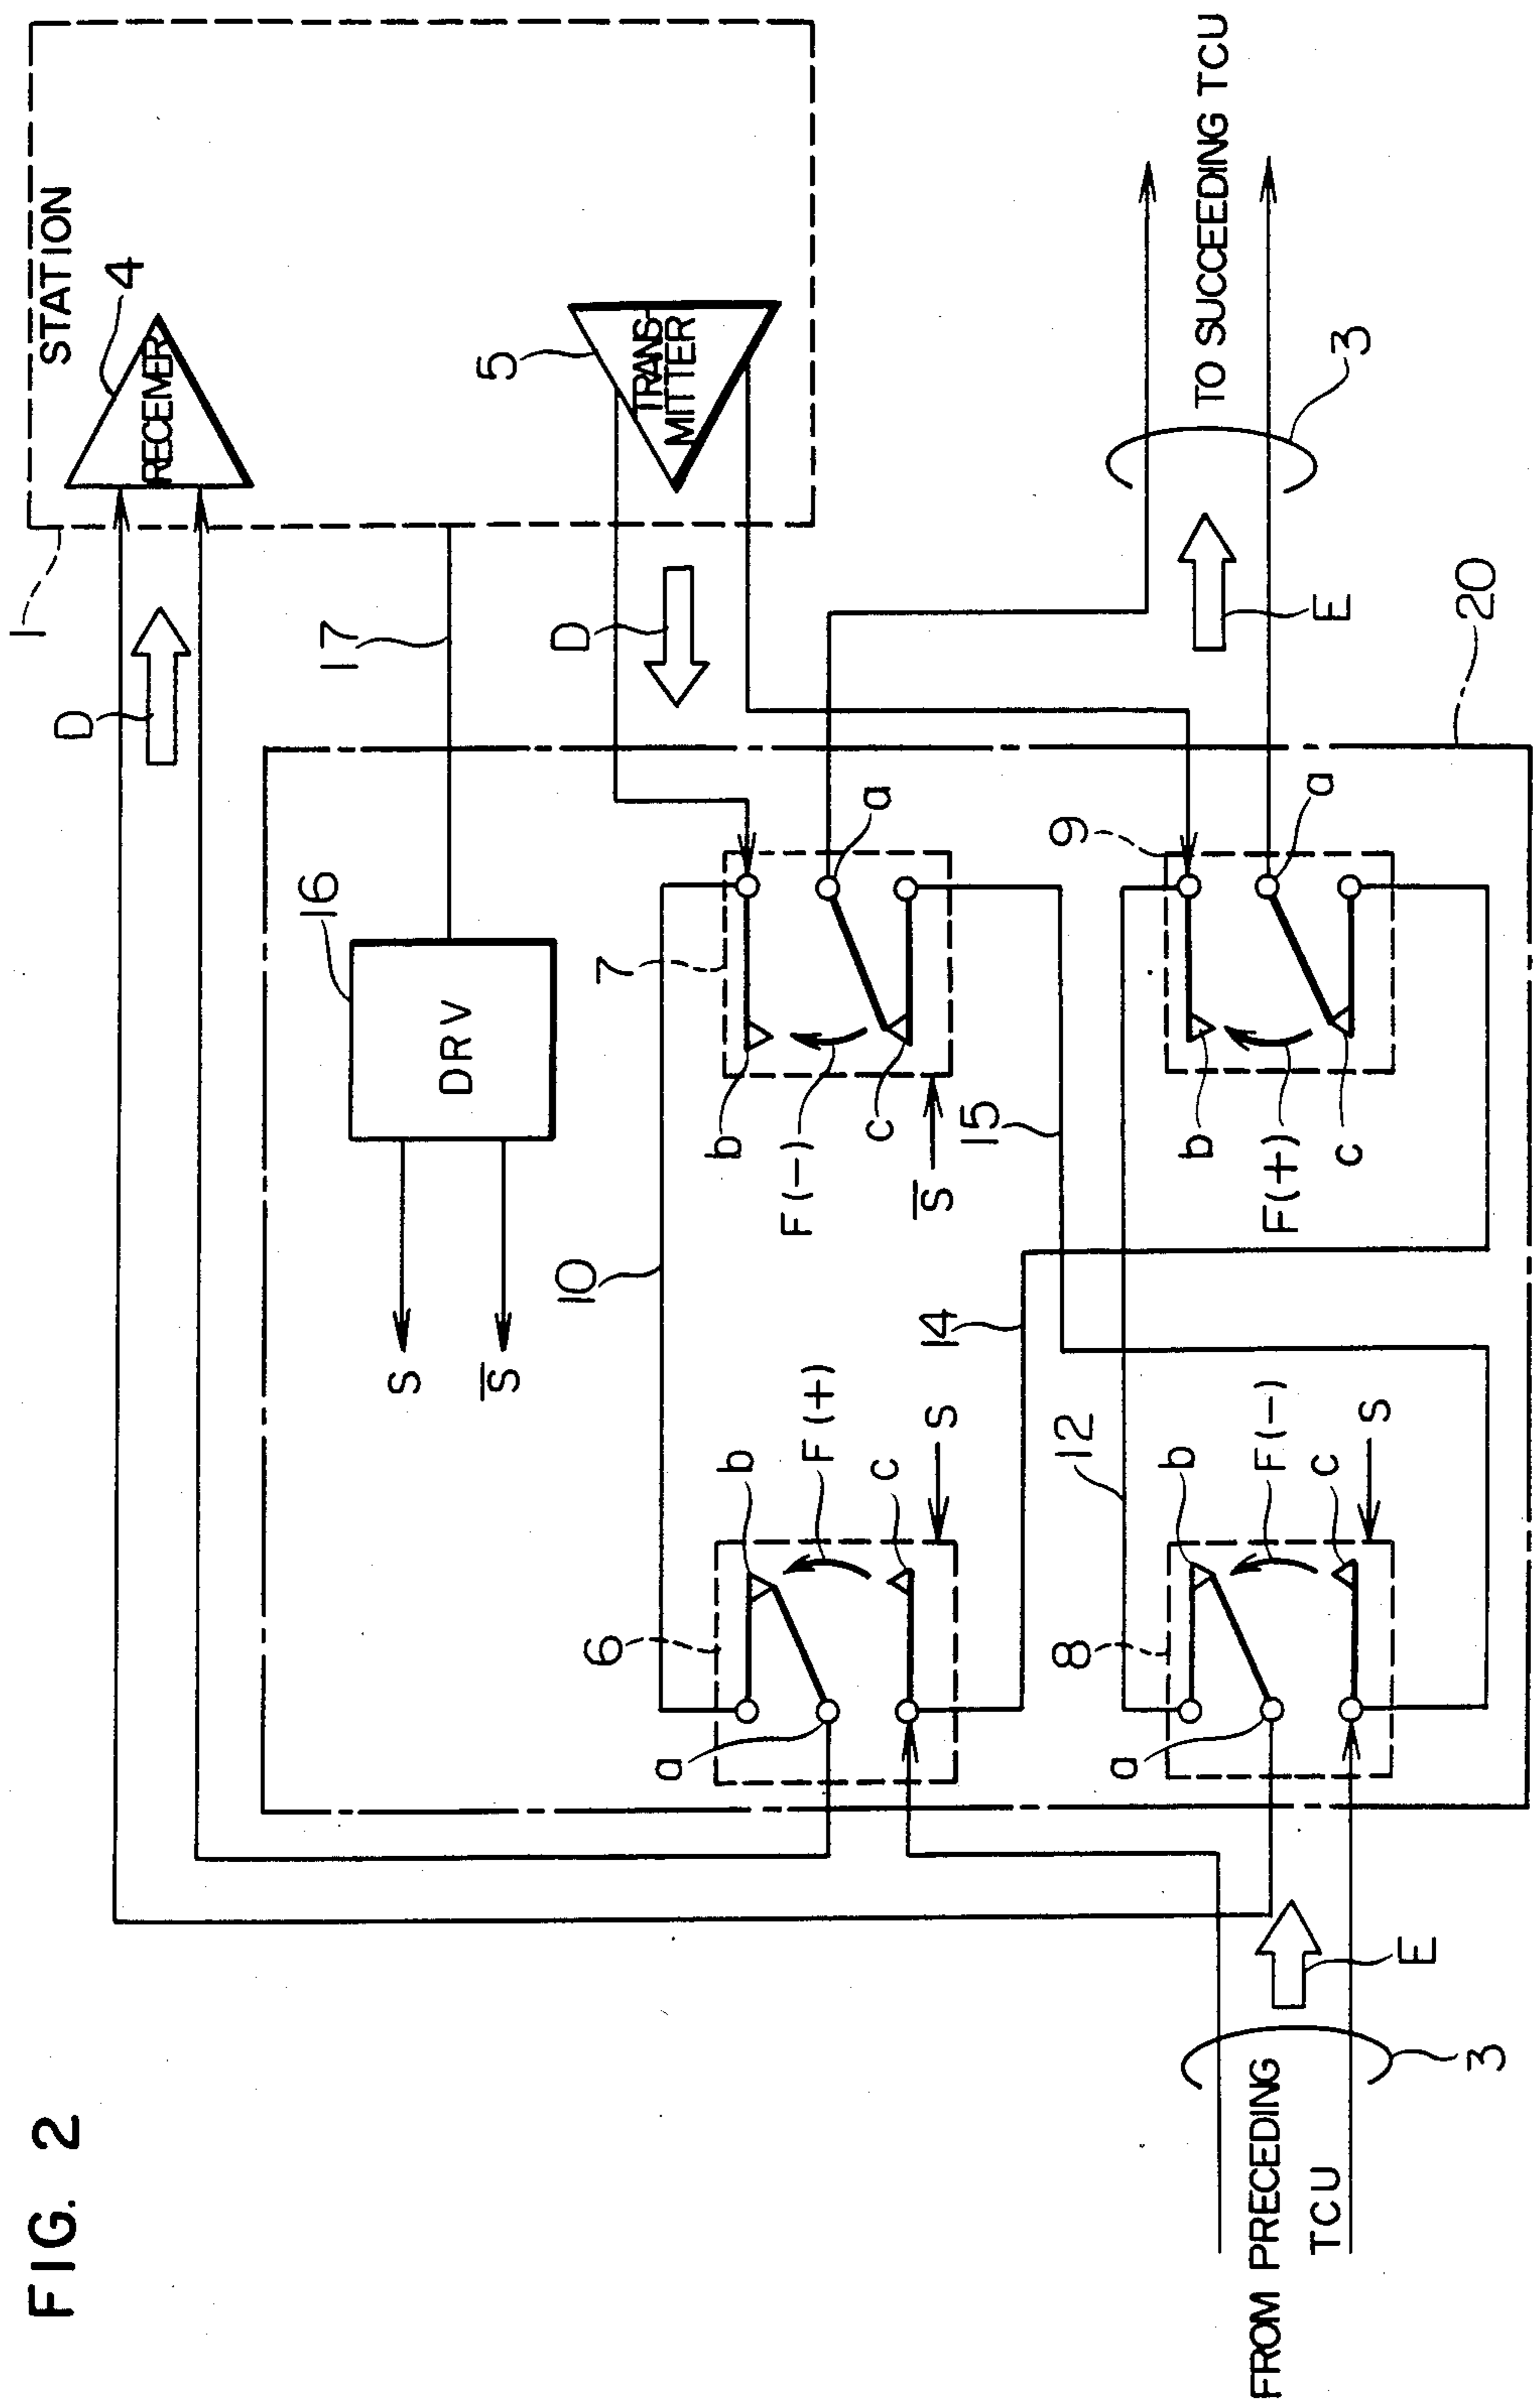 FIG. 2
STATION
1
4
RECEIVER
D
17
5
TRANS-
MITTER
D
16
DRV
S
S̅
20
10
6
a
b
F(+)
c
S
7
a
b
F(-)
c
S̅
15
14
12
8
a
b
F(-)
c
S
9
a
b
F(+)
c
E
3
FROM PRECEDING
TCU
E
3
TO SUCCEEDING TCU